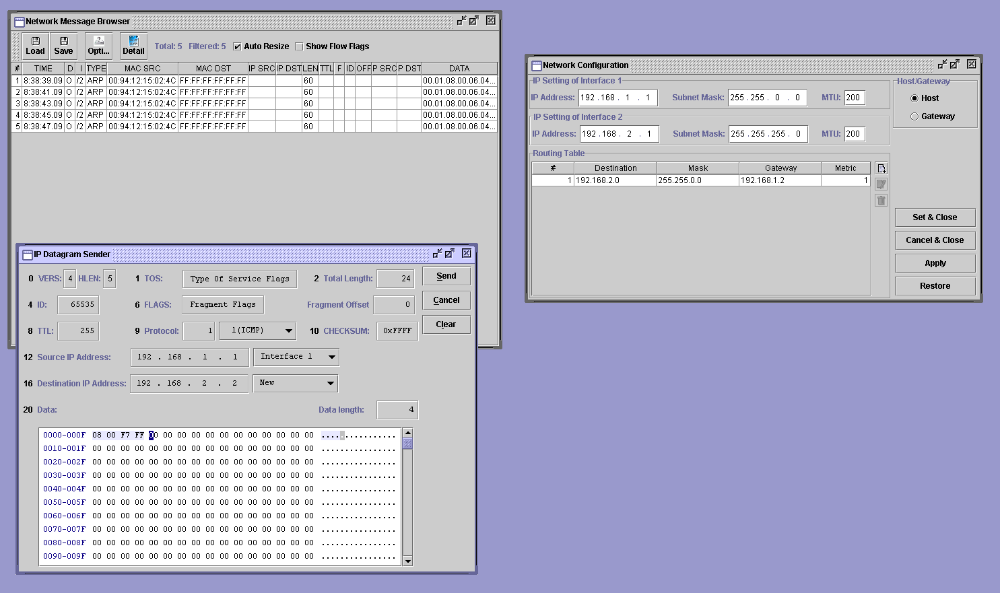 Network Message Browser
Load Save Opti... Detail Total: 5 Filtered: 5 Auto Resize Show Flow Flags
# TIME D I TYPE MAC SRC MAC DST IP SRC IP DST LEN TTL F ID OFF P SRC P DST DATA
1 8:38:39.09 O /2 ARP 00:94:12:15:02:4C FF:FF:FF:FF:FF:FF 60 00.01.08.00.06.04...
2 8:38:41.09 O /2 ARP 00:94:12:15:02:4C FF:FF:FF:FF:FF:FF 60 00.01.08.00.06.04...
3 8:38:43.09 O /2 ARP 00:94:12:15:02:4C FF:FF:FF:FF:FF:FF 60 00.01.08.00.06.04...
4 8:38:45.09 O /2 ARP 00:94:12:15:02:4C FF:FF:FF:FF:FF:FF 60 00.01.08.00.06.04...
5 8:38:47.09 O /2 ARP 00:94:12:15:02:4C FF:FF:FF:FF:FF:FF 60 00.01.08.00.06.04...
Network Configuration
IP Setting of Interface 1
IP Address: 192 . 168 . 1 . 1 Subnet Mask: 255 . 255 . 0 . 0 MTU: 200
IP Setting of Interface 2
IP Address: 192 . 168 . 2 . 1 Subnet Mask: 255 . 255 . 255 . 0 MTU: 200
Host/Gateway
Host
Gateway
Routing Table
# Destination Mask Gateway Metric
1 192.168.2.0 255.255.0.0 192.168.1.2 1
Set & Close
Cancel & Close
Apply
Restore
IP Datagram Sender
0 VERS: 4 HLEN: 5 1 TOS: Type Of Service Flags 2 Total Length: 24 Send
4 ID: 65535 6 FLAGS: Fragment Flags Fragment Offset 0 Cancel
8 TTL: 255 9 Protocol: 1 1(ICMP) 10 CHECKSUM: 0xFFFF Clear
12 Source IP Address: 192 . 168 . 1 . 1 Interface 1
16 Destination IP Address: 192 . 168 . 2 . 2 New
20 Data: Data length: 4
0000-000F 08 00 F7 FF 00 00 00 00 00 00 00 00 00 00 00 00 ................
0010-001F 00 00 00 00 00 00 00 00 00 00 00 00 00 00 00 00 ................
0020-002F 00 00 00 00 00 00 00 00 00 00 00 00 00 00 00 00 ................
0030-003F 00 00 00 00 00 00 00 00 00 00 00 00 00 00 00 00 ................
0040-004F 00 00 00 00 00 00 00 00 00 00 00 00 00 00 00 00 ................
0050-005F 00 00 00 00 00 00 00 00 00 00 00 00 00 00 00 00 ................
0060-006F 00 00 00 00 00 00 00 00 00 00 00 00 00 00 00 00 ................
0070-007F 00 00 00 00 00 00 00 00 00 00 00 00 00 00 00 00 ................
0080-008F 00 00 00 00 00 00 00 00 00 00 00 00 00 00 00 00 ................
0090-009F 00 00 00 00 00 00 00 00 00 00 00 00 00 00 00 00 ................